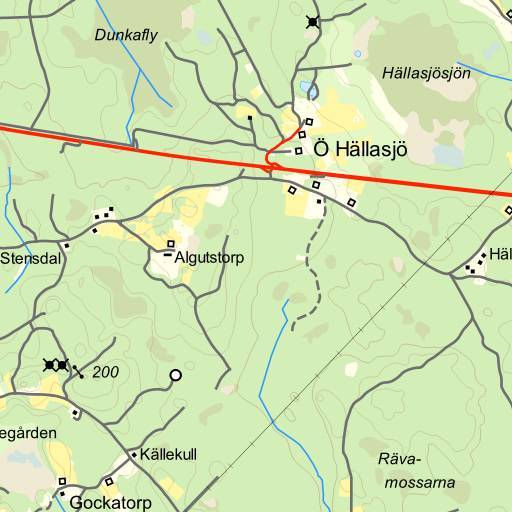 Dunkafly
Hällasjösjön
Ö Hällasjö
Stensdal
Algutstorp
Häl
200
egården
Källekull
Räva-
mossarna
Gockatorp